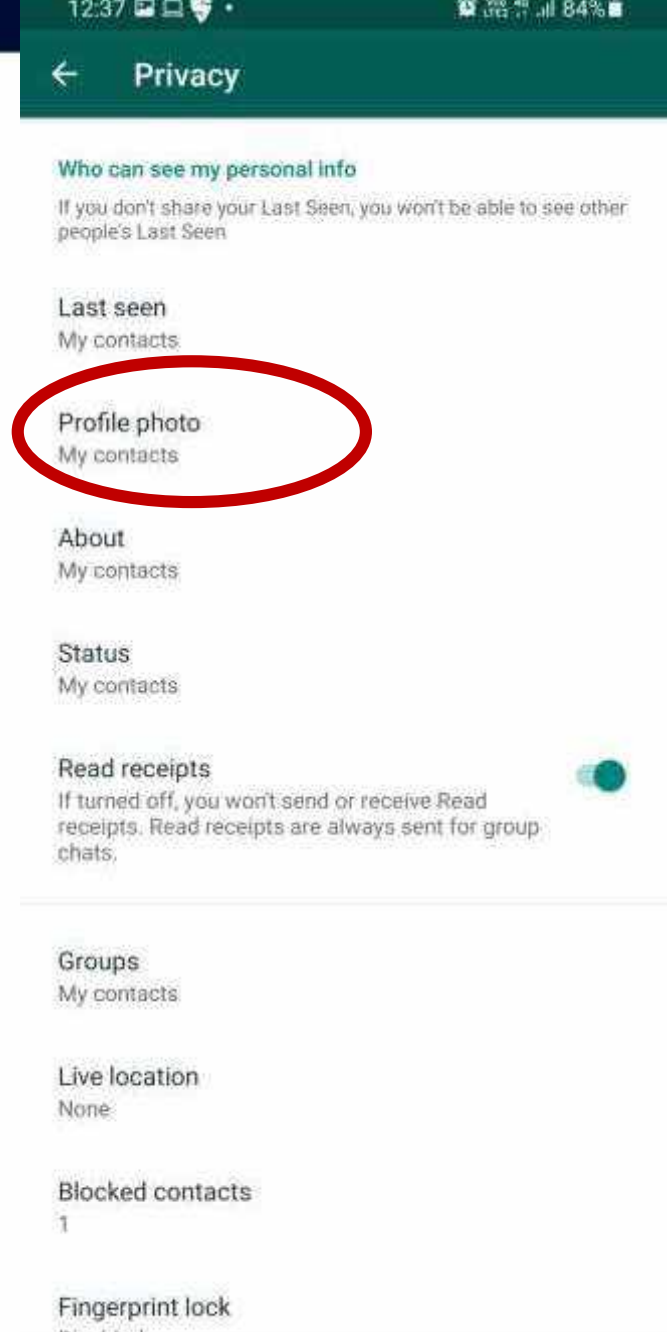 12:37
84%
Privacy
Who can see my personal info
If you don't share your Last Seen, you won't be able to see other
people's Last Seen
Last seen
My contacts
Profile photo
My contacts
About
My contacts
Status
My contacts
Read receipts
If turned off, you won't send or receive Read
receipts. Read receipts are always sent for group
chats.
Groups
My contacts
Live location
None
Blocked contacts
1
Fingerprint lock